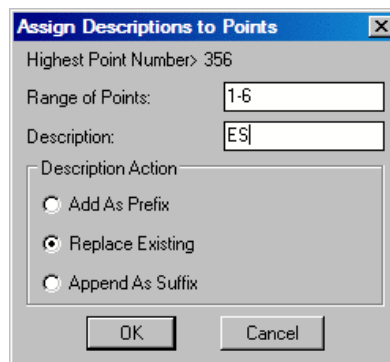 Assign Descriptions to Points
Highest Point Number> 356
Range of Points: 1-6
Description: ES
Description Action
Add As Prefix
Replace Existing
Append As Suffix
OK Cancel